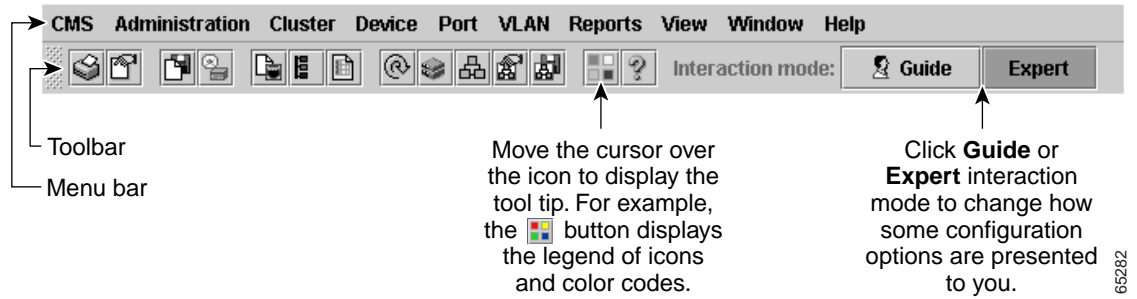 CMS Administration Cluster Device Port VLAN Reports View Window Help
Interaction mode: Guide Expert
Toolbar
Menu bar
Move the cursor over
the icon to display the
tool tip. For example,
the button displays
the legend of icons
and color codes.
Click Guide or
Expert interaction
mode to change how
some configuration
options are presented
to you.
65282